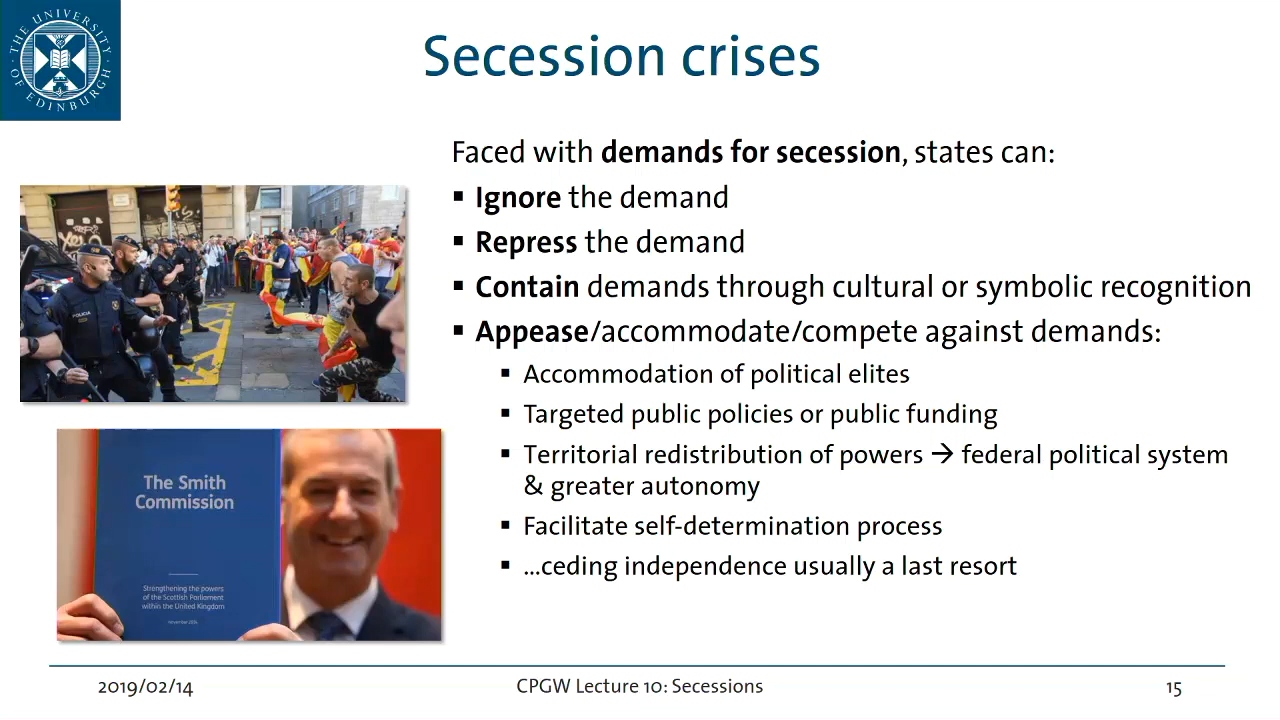 THE UNIVERSITY OF EDINBURGH
Secession crises
Faced with demands for secession, states can:
▪ Ignore the demand
▪ Repress the demand
▪ Contain demands through cultural or symbolic recognition
▪ Appease/accommodate/compete against demands:
▪ Accommodation of political elites
▪ Targeted public policies or public funding
▪ Territorial redistribution of powers → federal political system
& greater autonomy
▪ Facilitate self-determination process
▪ …ceding independence usually a last resort
POLICIA
The Smith
Commission
Strengthening the powers
of the Scottish Parliament
within the United Kingdom
2019/02/14
CPGW Lecture 10: Secessions
15